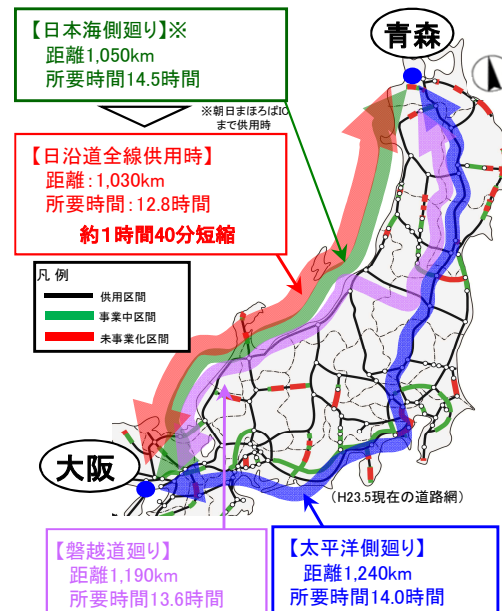 【日本海側廻り】※
距離1,050km
所要時間14.5時間
※朝日まほろばIC
まで供用時
青森
【日沿道全線供用時】
距離:1,030km
所要時間:12.8時間
約1時間40分短縮
凡 例
供用区間
事業中区間
未事業化区間
大阪
(H23.5現在の道路網)
【磐越道廻り】
距離1,190km
所要時間13.6時間
【太平洋側廻り】
距離1,240km
所要時間14.0時間